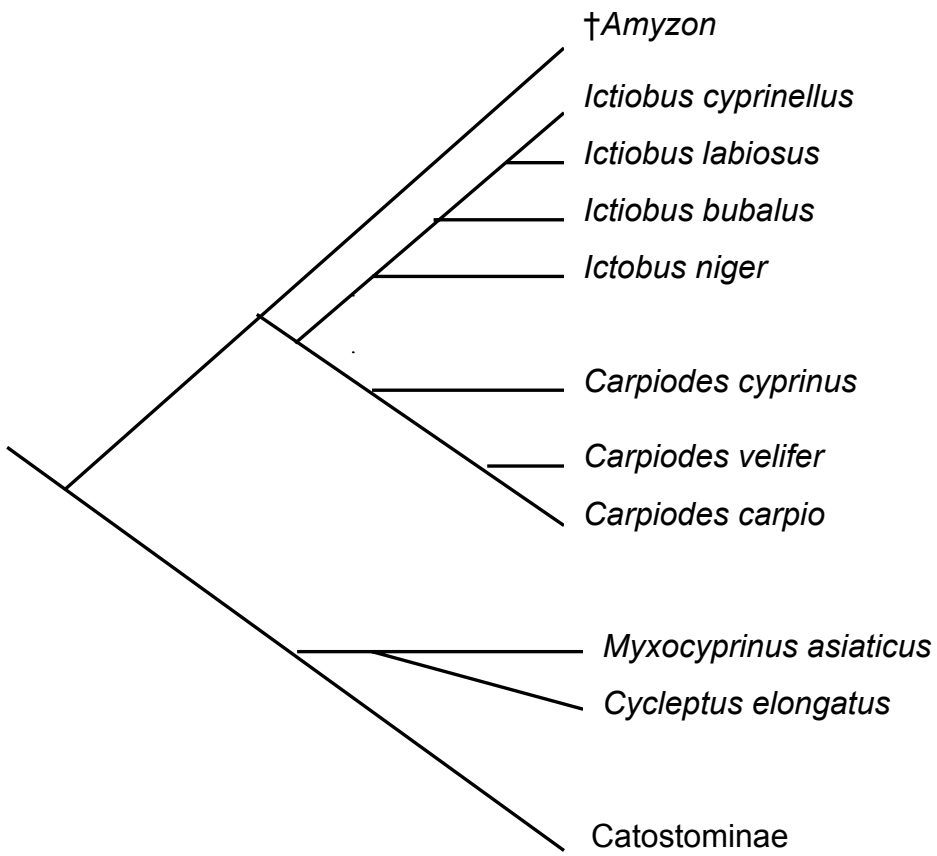 †Amyzon
Ictiobus cyprinellus
Ictiobus labiosus
Ictiobus bubalus
Ictobus niger
Carpiodes cyprinus
Carpiodes velifer
Carpiodes carpio
Myxocyprinus asiaticus
Cycleptus elongatus
Catostominae